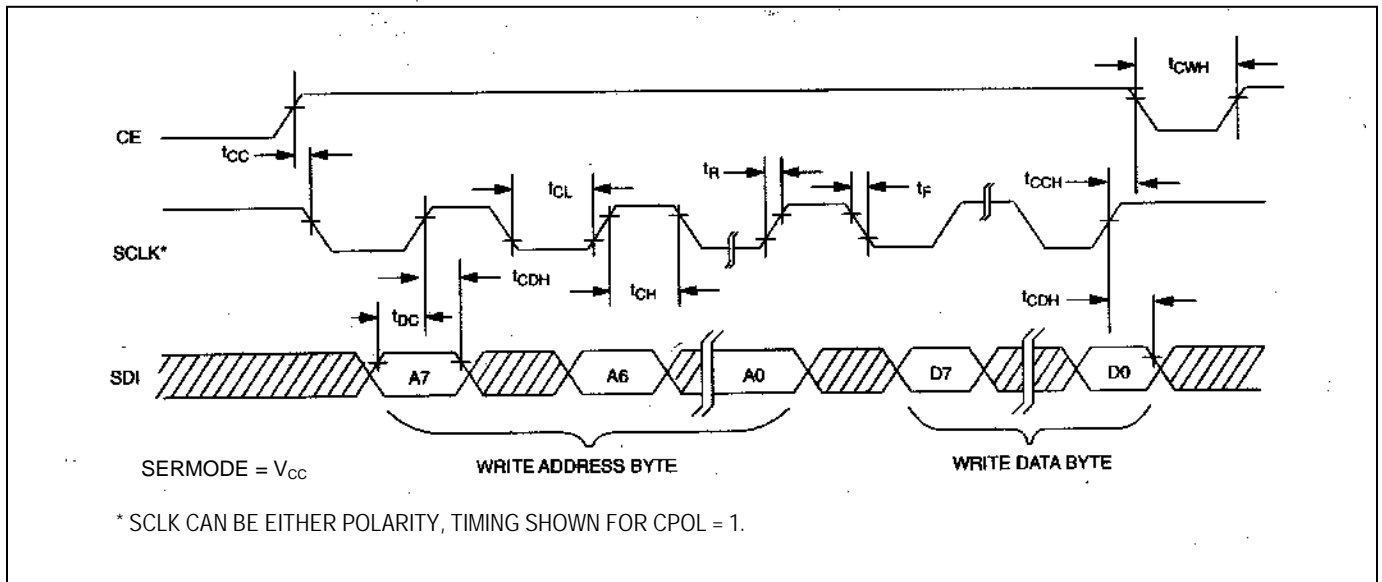 tCWH
CE
tCC
tR
tF
tCL
tCCH
SCLK*
tCDH
tCH
tCDH
tDC
SDI
A7
A6
A0
D7
D0
WRITE ADDRESS BYTE
WRITE DATA BYTE
SERMODE = VCC
* SCLK CAN BE EITHER POLARITY, TIMING SHOWN FOR CPOL = 1.